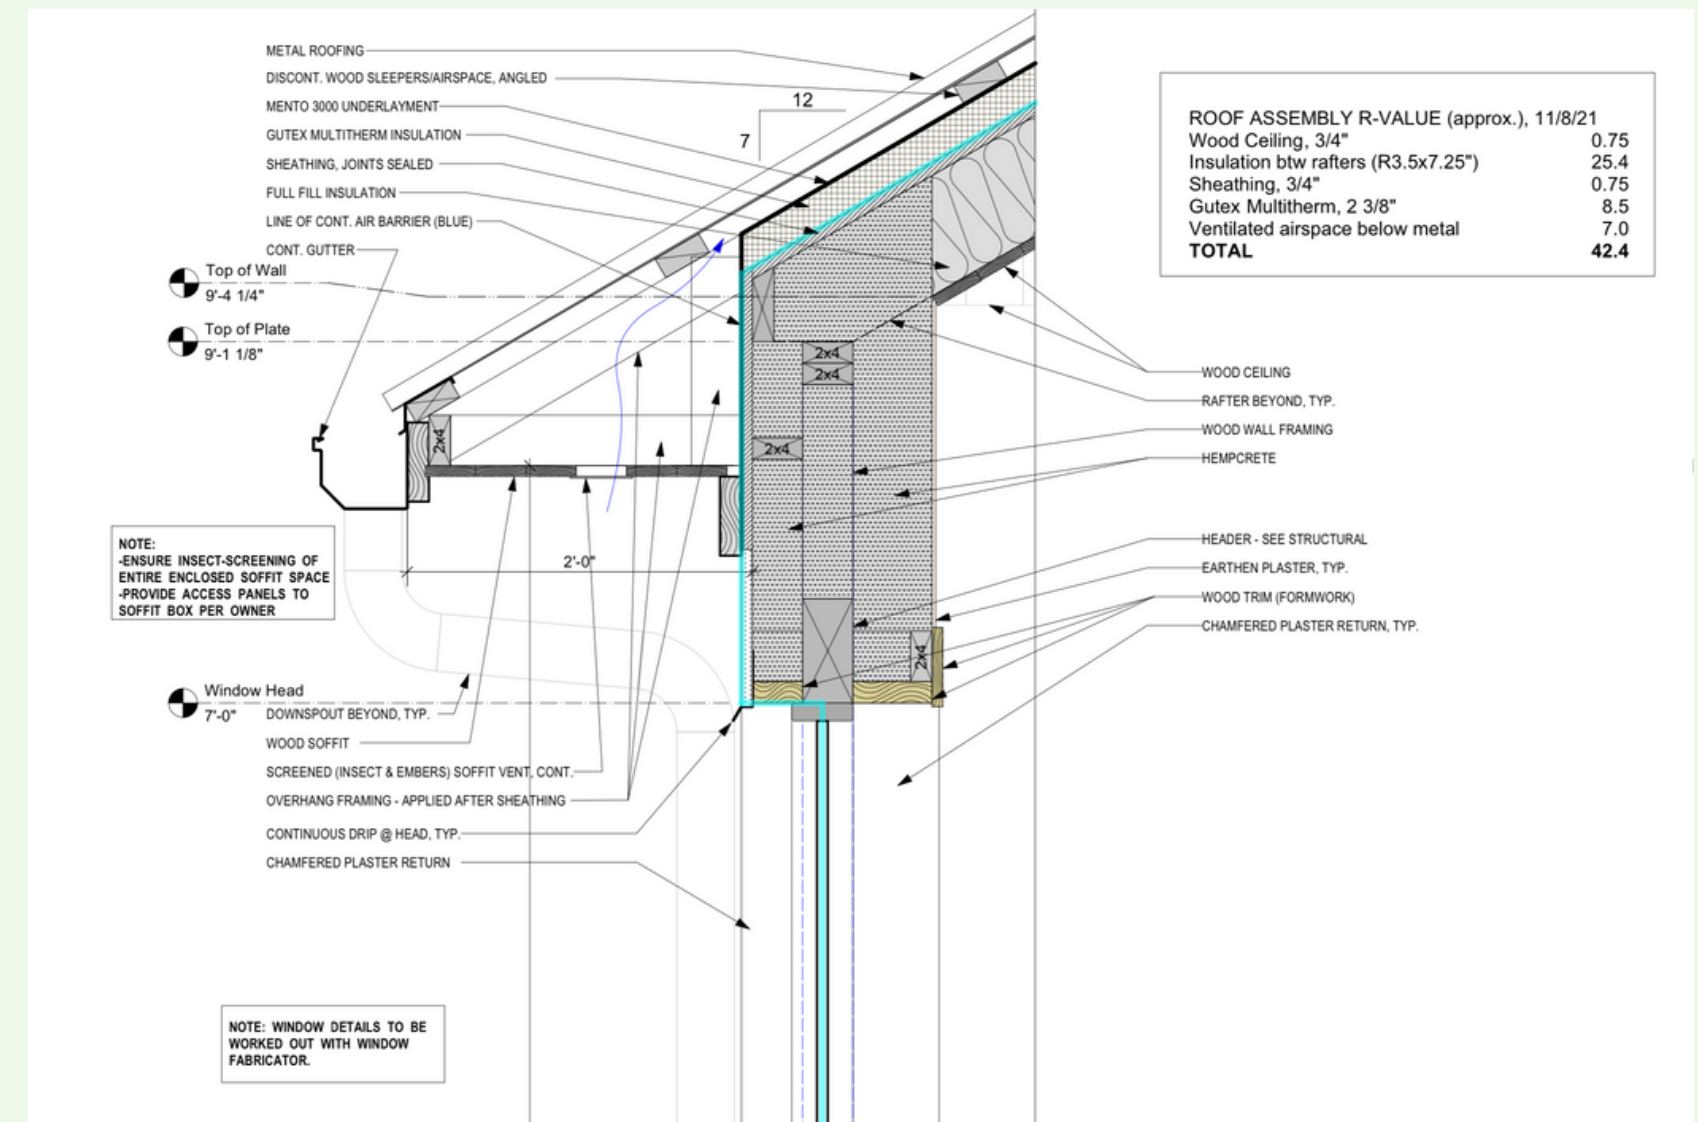 METAL ROOFING
DISCONT. WOOD SLEEPERS/AIRSPACE, ANGLED
MENTO 3000 UNDERLAYMENT
GUTEX MULTITHERM INSULATION
SHEATHING, JOINTS SEALED
FULL FILL INSULATION
LINE OF CONT. AIR BARRIER (BLUE)
CONT. GUTTER
12
7
Top of Wall
9'-4 1/4"
Top of Plate
9'-1 1/8"
ROOF ASSEMBLY R-VALUE (approx.), 11/8/21
Wood Ceiling, 3/4" 0.75
Insulation btw rafters (R3.5x7.25") 25.4
Sheathing, 3/4" 0.75
Gutex Multitherm, 2 3/8" 8.5
Ventilated airspace below metal 7.0
TOTAL 42.4
2x4
2x4
2x4
2x4
2x4
WOOD CEILING
RAFTER BEYOND, TYP.
WOOD WALL FRAMING
HEMPCRETE
HEADER - SEE STRUCTURAL
EARTHEN PLASTER, TYP.
WOOD TRIM (FORMWORK)
CHAMFERED PLASTER RETURN, TYP.
NOTE:
-ENSURE INSECT-SCREENING OF
ENTIRE ENCLOSED SOFFIT SPACE
-PROVIDE ACCESS PANELS TO
SOFFIT BOX PER OWNER
2'-0"
Window Head
7'-0"
DOWNSPOUT BEYOND, TYP.
WOOD SOFFIT
SCREENED (INSECT & EMBERS) SOFFIT VENT, CONT.
OVERHANG FRAMING - APPLIED AFTER SHEATHING
CONTINUOUS DRIP @ HEAD, TYP.
CHAMFERED PLASTER RETURN
NOTE: WINDOW DETAILS TO BE
WORKED OUT WITH WINDOW
FABRICATOR.